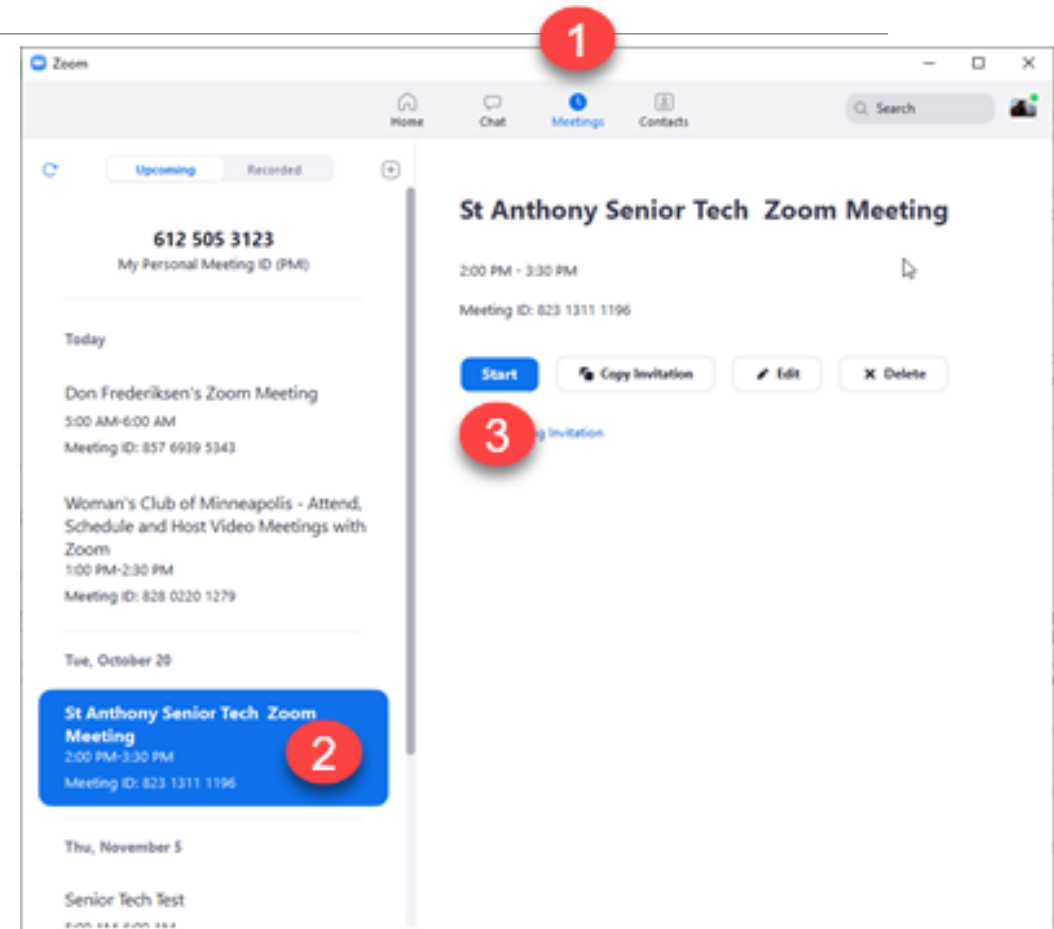 1
Zoom
Home Chat Meetings Contacts
Search
Upcoming Recorded
612 505 3123
My Personal Meeting ID (PMI)
Today
Don Frederiksen's Zoom Meeting
5:00 AM-6:00 AM
Meeting ID: 857 6939 5343
Woman's Club of Minneapolis - Attend,
Schedule and Host Video Meetings with
Zoom
1:00 PM-2:30 PM
Meeting ID: 828 0220 1279
Tue, October 20
St Anthony Senior Tech Zoom
Meeting
2:00 PM-3:30 PM
Meeting ID: 823 1311 1196
2
Thu, November 5
Senior Tech Test
St Anthony Senior Tech Zoom Meeting
2:00 PM - 3:30 PM
Meeting ID: 823 1311 1196
Start Copy Invitation Edit Delete
3 Invitation